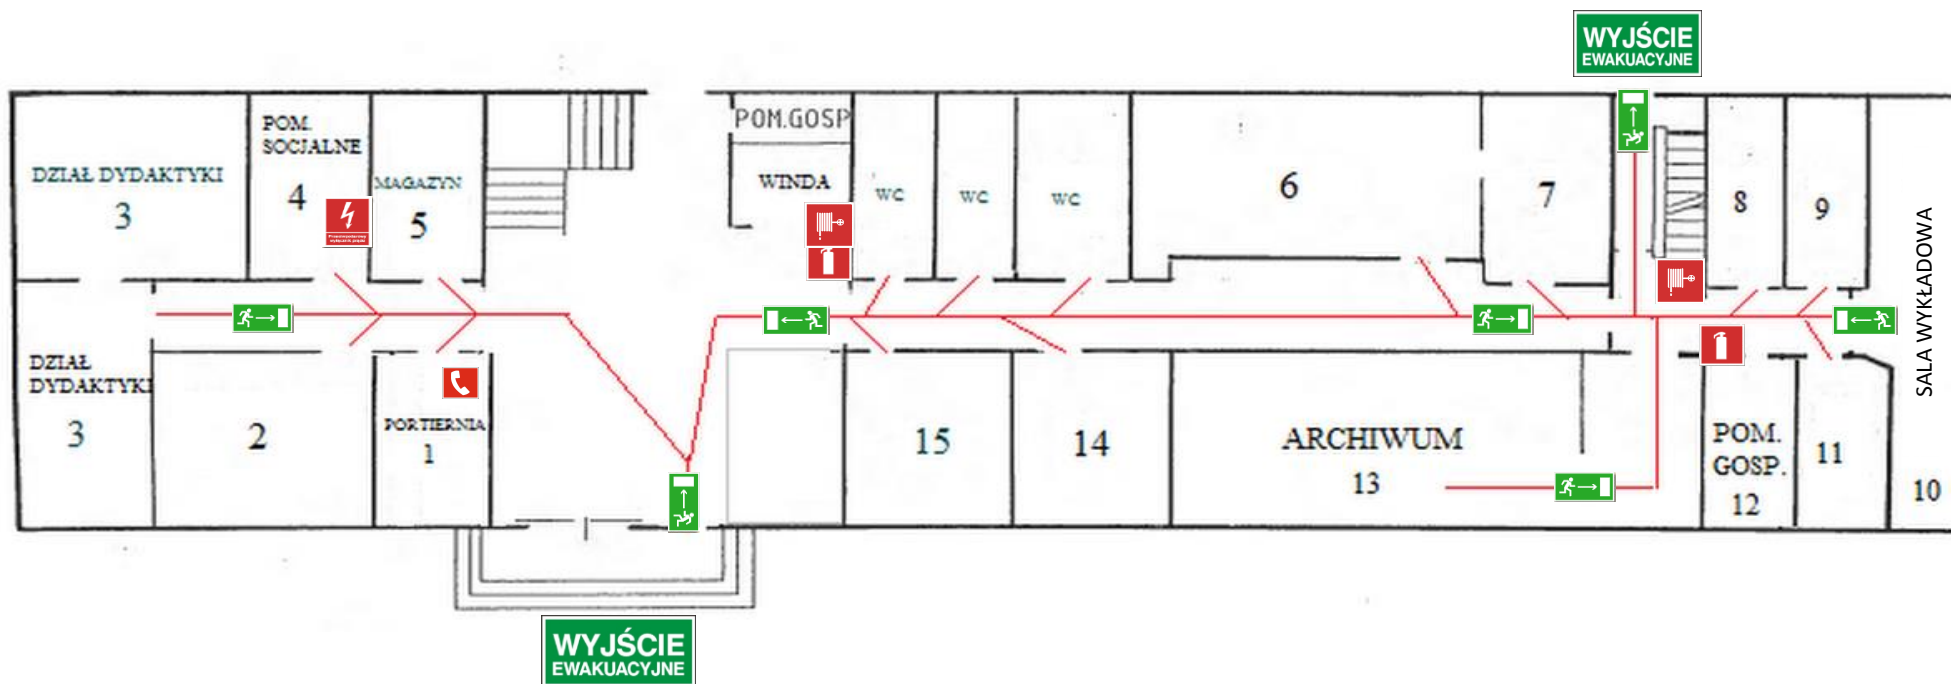 WYJŚCIE
EWAKUACYJNE
POM.
SOCJALNE
4
DZIAŁ DYDAKTYKI
3
MAGAZYN
5
POM.GOSP
WINDA
WC
WC
WC
6
7
8
9
SALA WYKŁADOWA
DZIAŁ
DYDAKTYKI
3
2
PORTIERNIA
1
15
14
ARCHIWUM
13
POM.
GOSP.
12
11
10
WYJŚCIE
EWAKUACYJNE